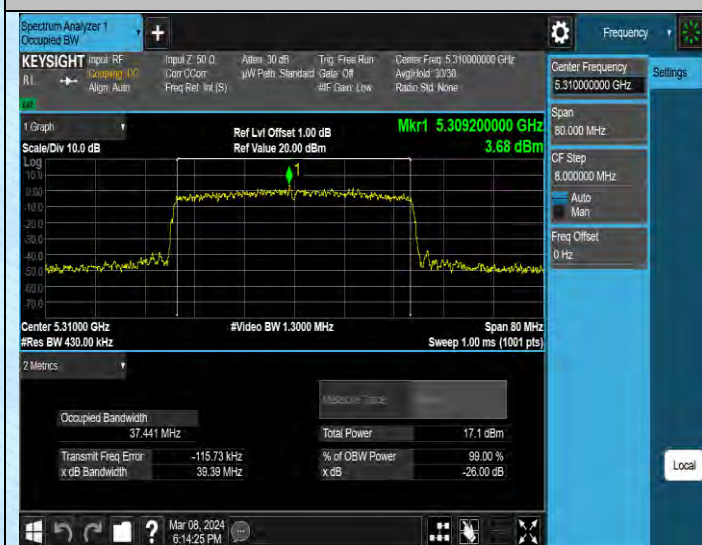 Spectrum Analyzer 1
Occupied BW
+
Frequency
KEYSIGHT Input: RF Input Z: 50 Ω Atten: 30 dB Trig: Free Run Center Freq: 5.310000000 GHz
Coupling: DC Corr CCorr µW Path: Standard Gate: Off Avg|Hold: 30/30
Align: Auto Freq Ref: Int (S) #IF Gain: Low Radio Std: None
Center Frequency
5.310000000 GHz
Settings
Span
80.000 MHz
CF Step
8.000000 MHz
Auto
Man
Freq Offset
0 Hz
1 Graph
Scale/Div 10.0 dB
Ref Lvl Offset 1.00 dB
Ref Value 20.00 dBm
Mkr1 5.309200000 GHz
3.68 dBm
Log
10.0
0.00
-10.0
-20.0
-30.0
-40.0
-50.0
-60.0
-70.0
1
Center 5.31000 GHz #Video BW 1.3000 MHz Span 80 MHz
#Res BW 430.00 kHz Sweep 1.00 ms (1001 pts)
2 Metrics
Measure Trace
Occupied Bandwidth
37.441 MHz
Total Power 17.1 dBm
Transmit Freq Error -115.73 kHz % of OBW Power 99.00 %
x dB Bandwidth 39.39 MHz x dB -26.00 dB
Local
?
Mar 08, 2024
6:14:25 PM